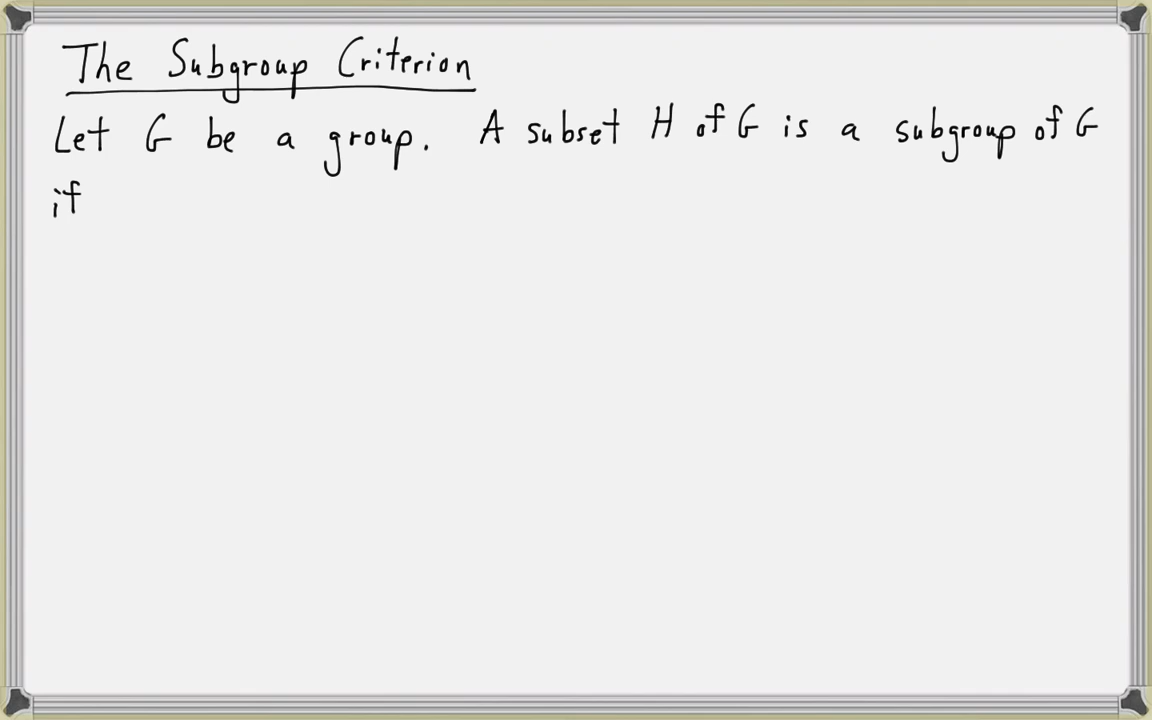 The Subgroup Criterion
Let G be a group. A subset H of G is a subgroup of G
if